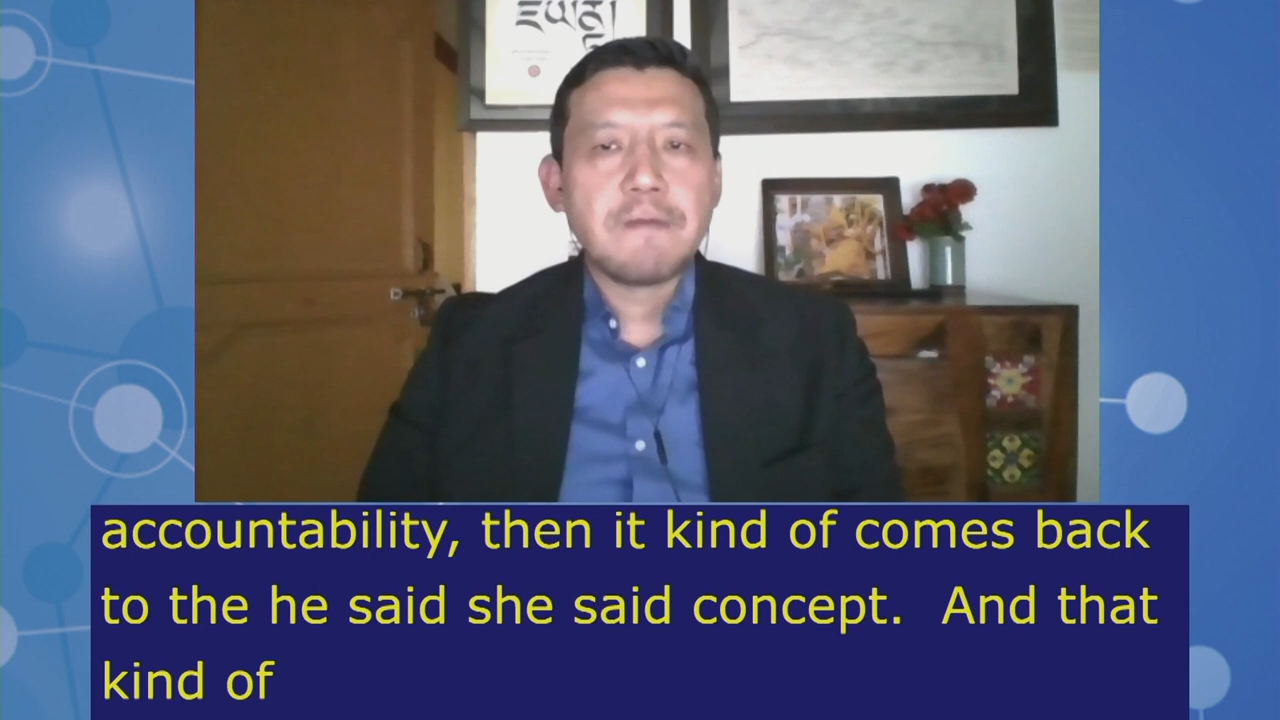 accountability, then it kind of comes back
to the he said she said concept.  And that
kind of